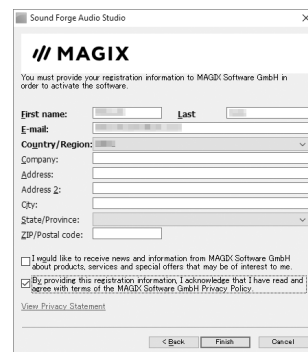 Sound Forge Audio Studio
MAGIX
You must provide your registration information to MAGIX Software GmbH in
order to activate the software.
First name:
Last
E-mail:
Country/Region:
Company:
Address:
Address 2:
City:
State/Province:
ZIP/Postal code:
I would like to receive news and information from MAGIX Software GmbH
about products, services and special offers that may be of interest to me.
By providing this registration information, I acknowledge that I have read and
agree with terms of the MAGIX Software GmbH Privacy Policy.
View Privacy Statement
< Back Finish Cancel